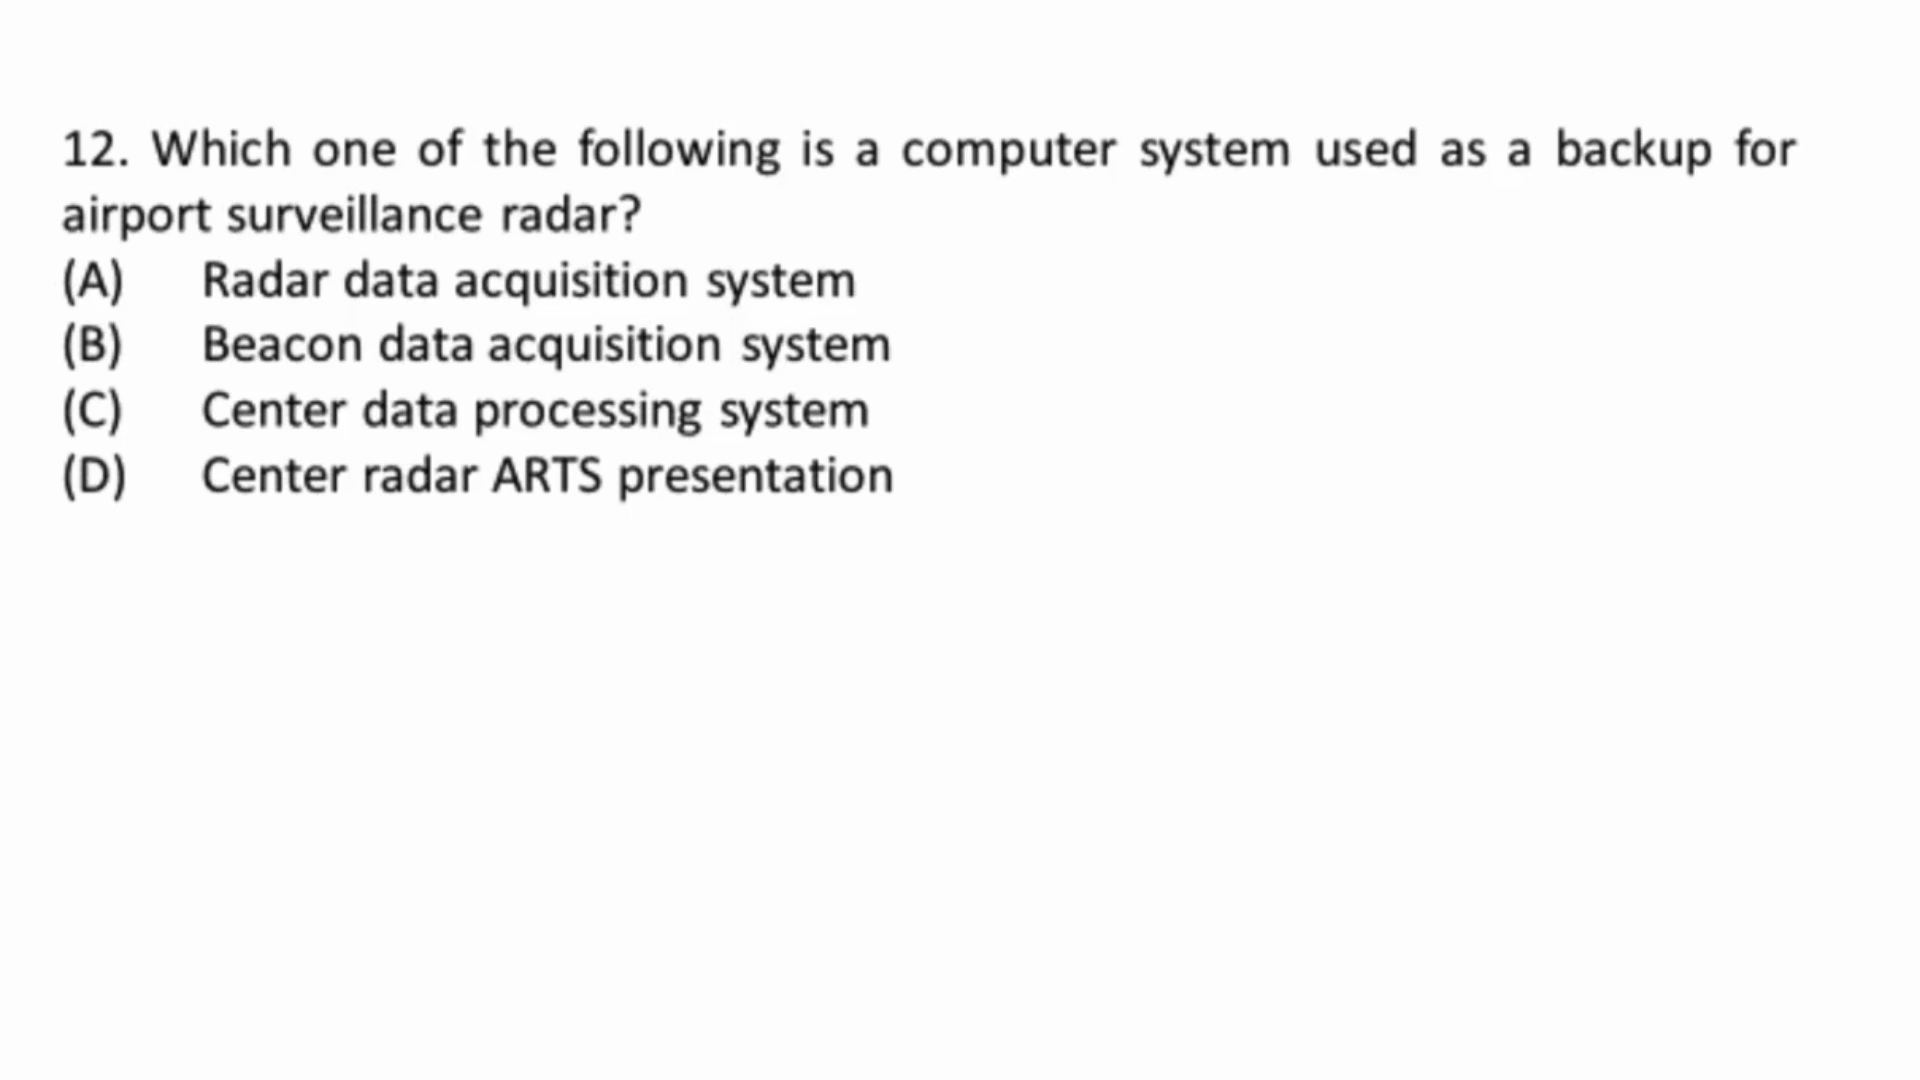 12. Which one of the following is a computer system used as a backup for
airport surveillance radar?
(A) Radar data acquisition system
(B) Beacon data acquisition system
(C) Center data processing system
(D) Center radar ARTS presentation